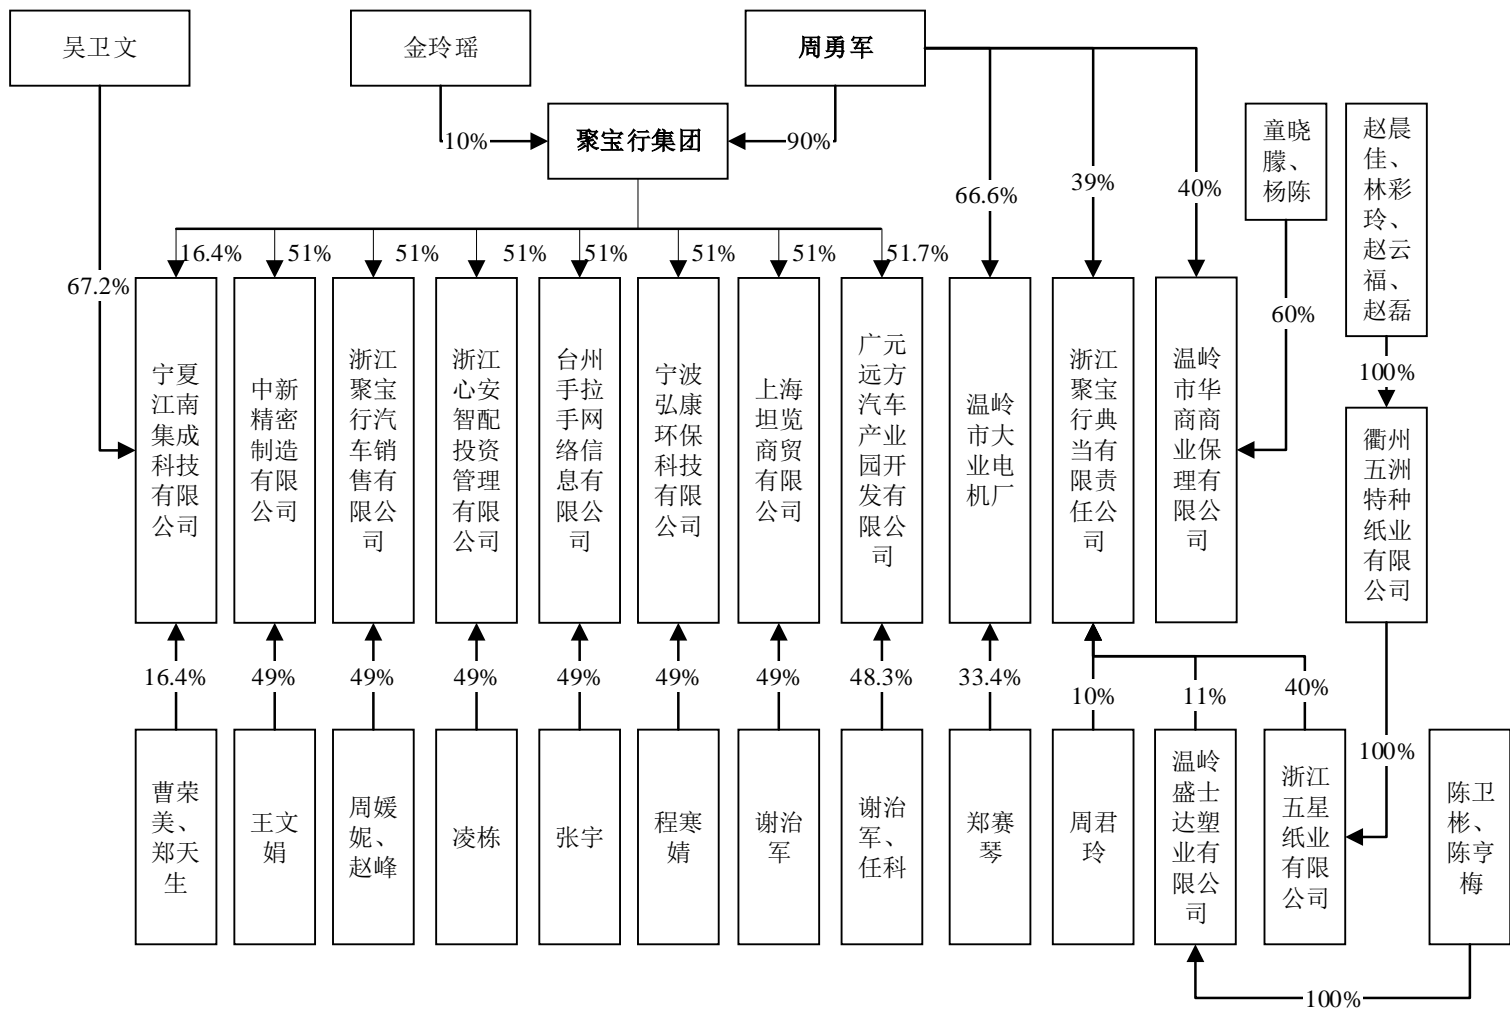 吴卫文
金玲瑶
周勇军
聚宝行集团
10%
90%
童晓
朦、
杨陈
赵晨
佳、
林彩
玲、
赵云
福、
赵磊
66.6%
39%
40%
16.4%
51%
51%
51%
51%
51%
51%
51.7%
67.2%
60%
100%
宁夏
江南
集成
科技
有限
公司
中新
精密
制造
有限
公司
浙江
聚宝
行汽
车销
售有
限公
司
浙江
心安
智配
投资
管理
有限
公司
台州
手拉
手网
络信
息有
限公
司
宁波
弘康
环保
科技
有限
公司
上海
坦览
商贸
有限
公司
广元
远方
汽车
产业
园开
发有
限公
司
温岭
市大
业电
机厂
浙江
聚宝
行典
当有
限责
任公
司
温岭
市华
商商
业保
理有
限公
司
衢州
五洲
特种
纸业
有限
公司
16.4%
49%
49%
49%
49%
49%
49%
48.3%
33.4%
10%
11%
40%
100%
曹荣
美、
郑天
生
王文
娟
周媛
妮、
赵峰
凌栋
张宇
程寒
婧
谢治
军
谢治
军、
任科
郑赛
琴
周君
玲
温岭
盛士
达塑
业有
限公
司
浙江
五星
纸业
有限
公司
陈卫
彬、
陈亨
梅
100%